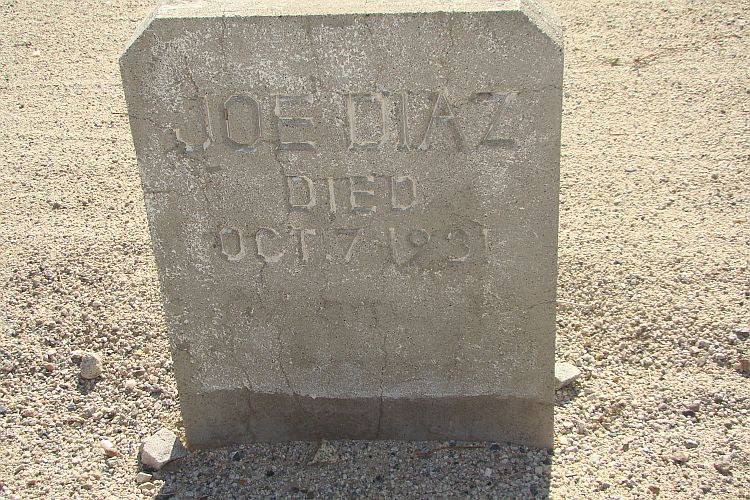 JOE DIAZ
DIED
OCT. 7 1931